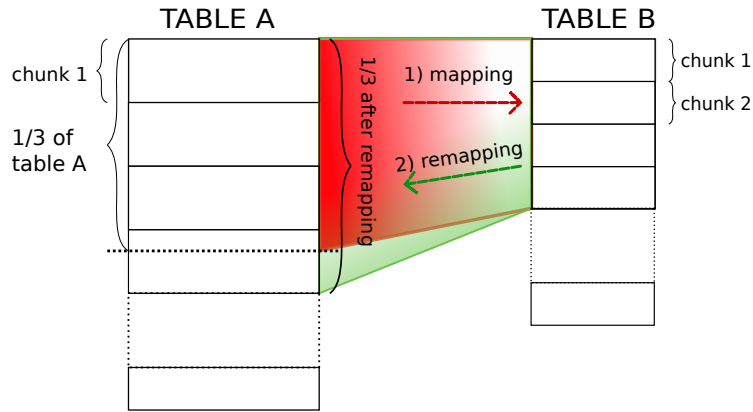 TABLE A
TABLE B
chunk 1
1/3 of
table A
1/3 after remapping
1) mapping
2) remapping
chunk 1
chunk 2